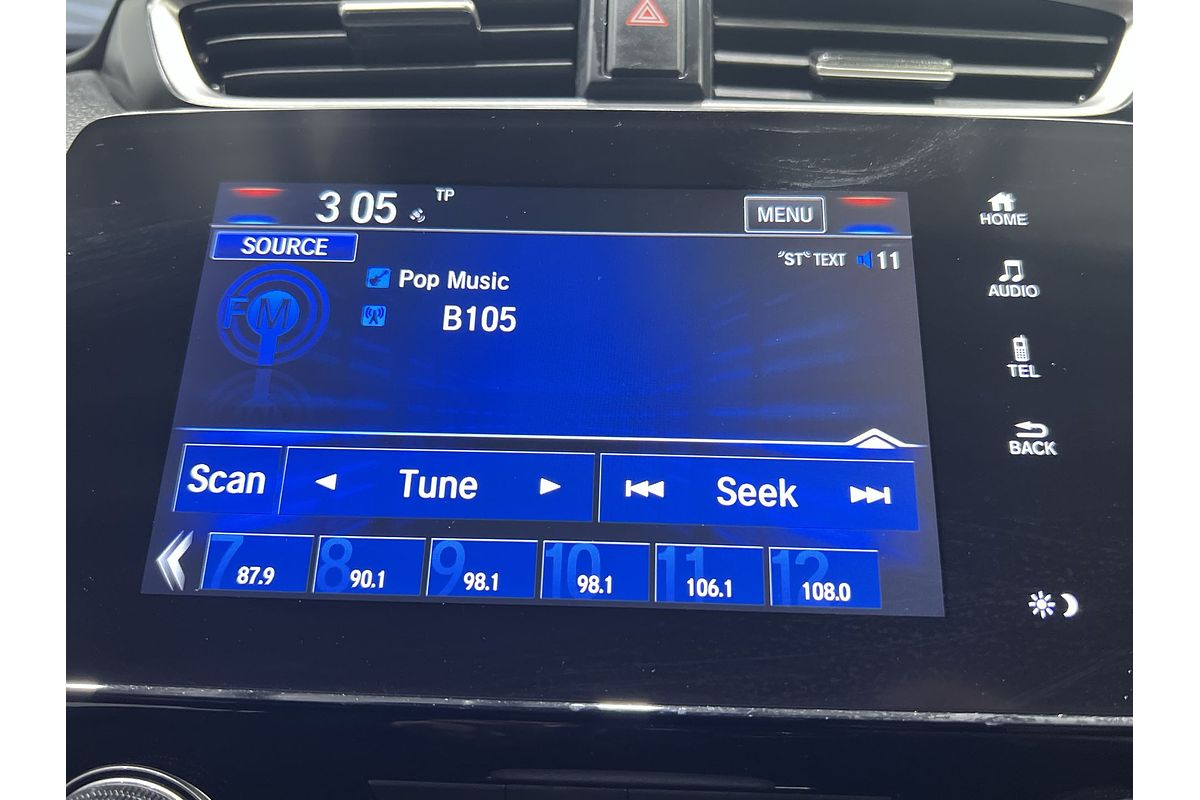 3 05 TP MENU
SOURCE
"ST" TEXT 11
FM
Pop Music
B105
Scan Tune Seek
7 87.9
8 90.1
9 98.1
10 98.1
11 106.1
12 108.0
HOME
AUDIO
TEL
BACK